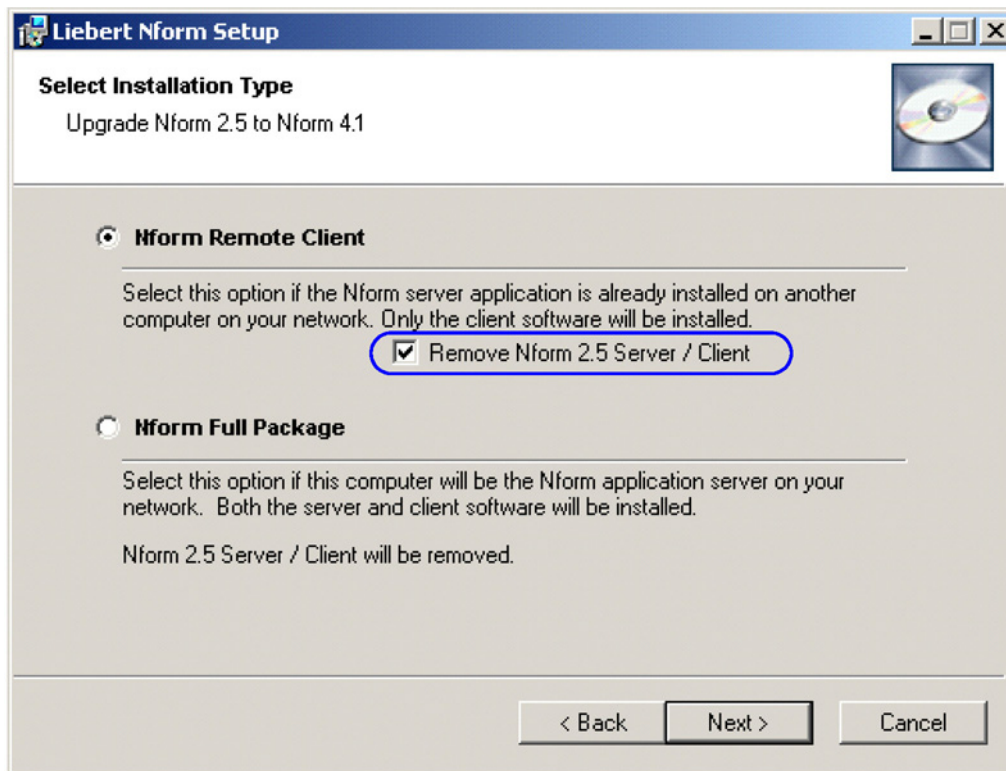 Liebert Nform Setup
Select Installation Type
Upgrade Nform 2.5 to Nform 4.1
Nform Remote Client
Select this option if the Nform server application is already installed on another
computer on your network. Only the client software will be installed.
Remove Nform 2.5 Server / Client
Nform Full Package
Select this option if this computer will be the Nform application server on your
network.  Both the server and client software will be installed.
Nform 2.5 Server / Client will be removed.
< Back
Next >
Cancel